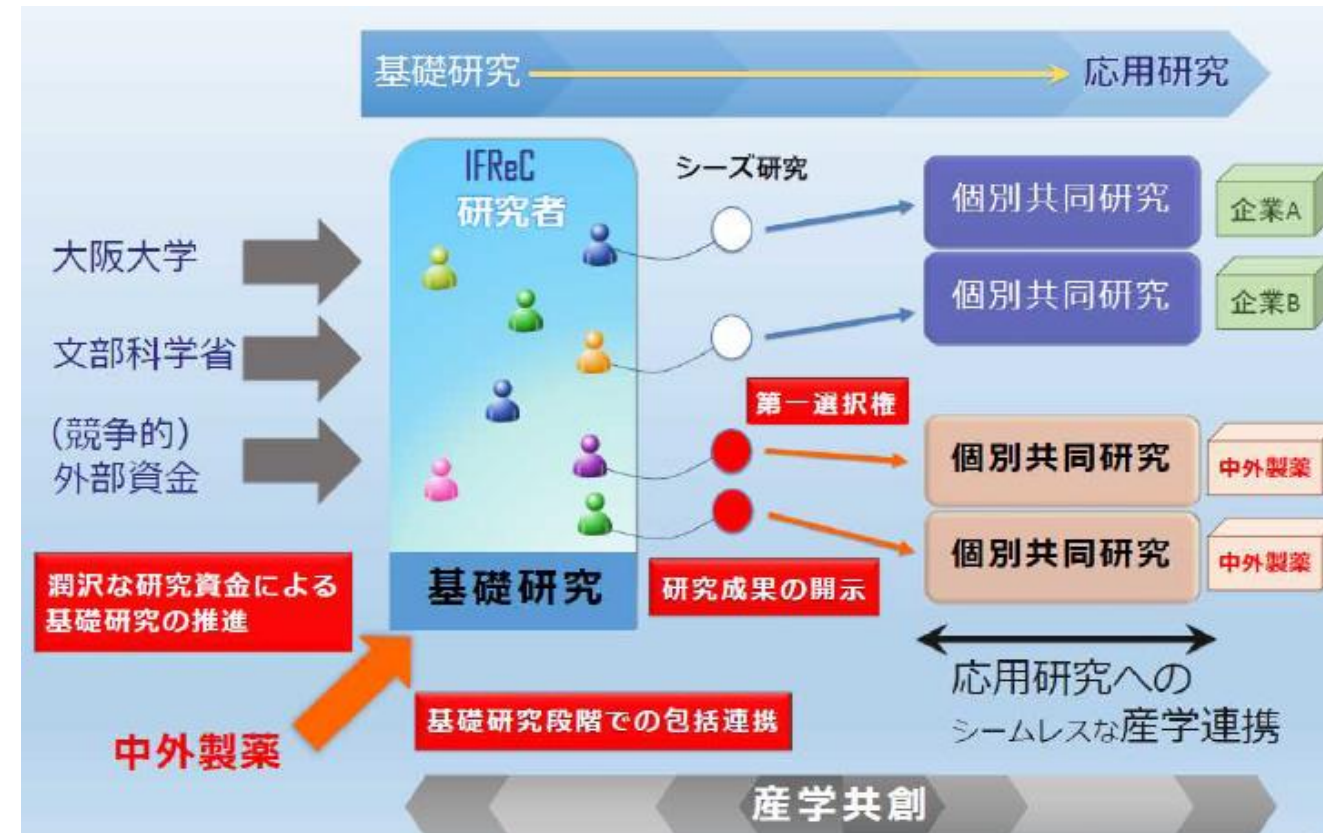 基礎研究
応用研究
IFReC
研究者
シーズ研究
個別共同研究
企業A
大阪大学
個別共同研究
企業B
文部科学省
第一選択権
(競争的)
外部資金
個別共同研究
中外製薬
個別共同研究
中外製薬
潤沢な研究資金による
基礎研究の推進
基礎研究
研究成果の開示
応用研究への
シームレスな産学連携
基礎研究段階での包括連携
中外製薬
産学共創